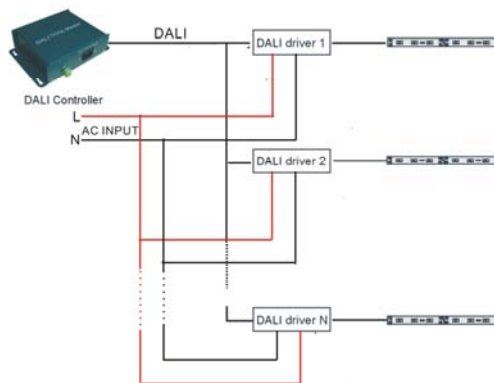 DALI
DALI driver 1
DALI Controller
L
AC INPUT
N
DALI driver 2
DALI driver N